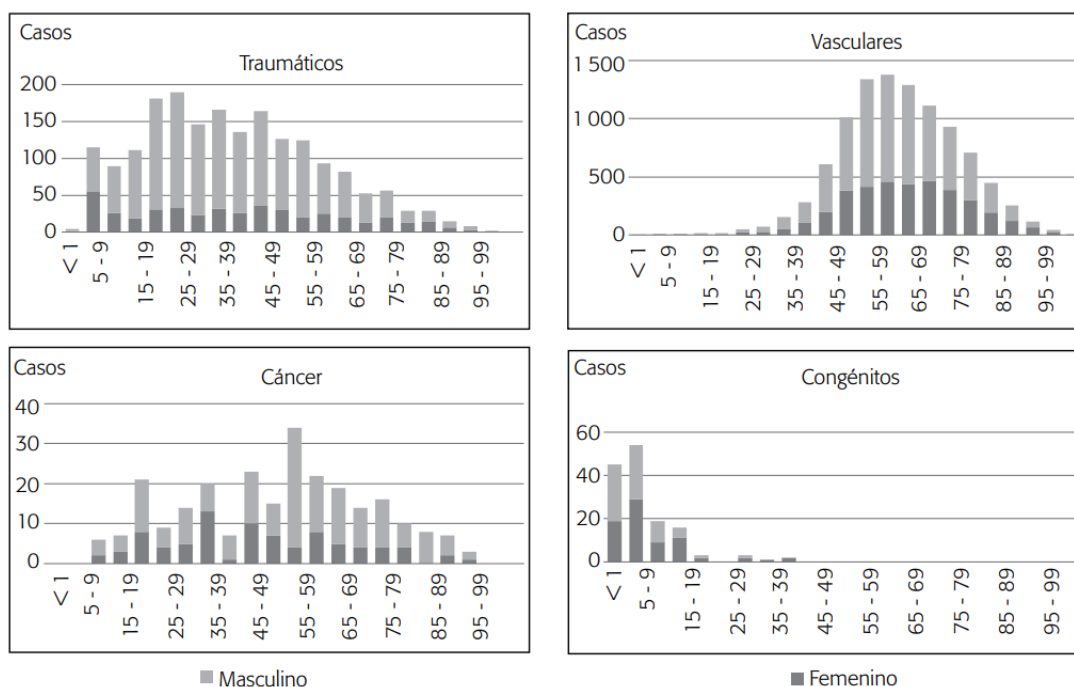 Casos
Traumáticos
200
150
100
50
0
< 1
5 - 9
15 - 19
25 - 29
35 - 39
45 - 49
55 - 59
65 - 69
75 - 79
85 - 89
95 - 99
Casos
Vasculares
1 500
1 000
500
0
< 1
5 - 9
15 - 19
25 - 29
35 - 39
45 - 49
55 - 59
65 - 69
75 - 79
85 - 89
95 - 99
Casos
Cáncer
40
30
20
10
0
< 1
5 - 9
15 - 19
25 - 29
35 - 39
45 - 49
55 - 59
65 - 69
75 - 79
85 - 89
95 - 99
Casos
Congénitos
60
40
20
0
< 1
5 - 9
15 - 19
25 - 29
35 - 39
45 - 49
55 - 59
65 - 69
75 - 79
85 - 89
95 - 99
Masculino
Femenino